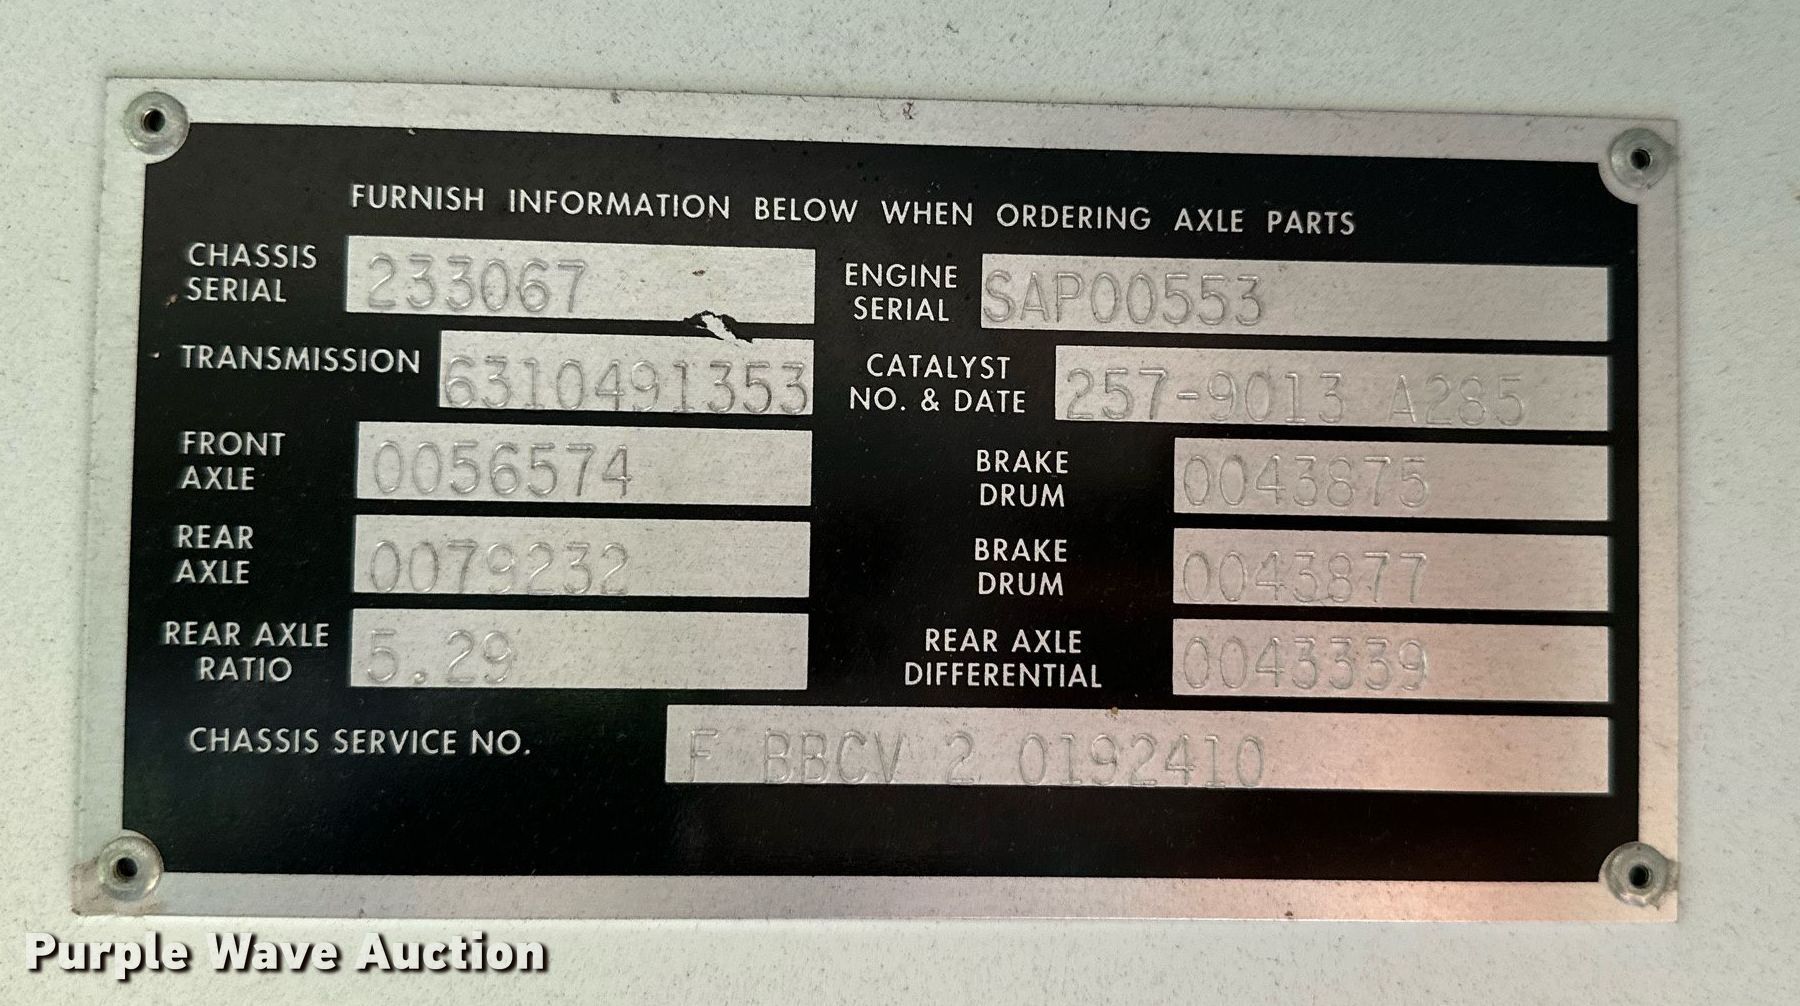 FURNISH INFORMATION BELOW WHEN ORDERING AXLE PARTS
CHASSIS SERIAL 233067
ENGINE SERIAL SAP00553
TRANSMISSION 6310491353
CATALYST NO. & DATE 257-9013 A285
FRONT AXLE 0056574
BRAKE DRUM 0043875
REAR AXLE 0079232
BRAKE DRUM 0043877
REAR AXLE RATIO 5.29
REAR AXLE DIFFERENTIAL 0043339
CHASSIS SERVICE NO. F BBCV 2 0192410
Purple Wave Auction